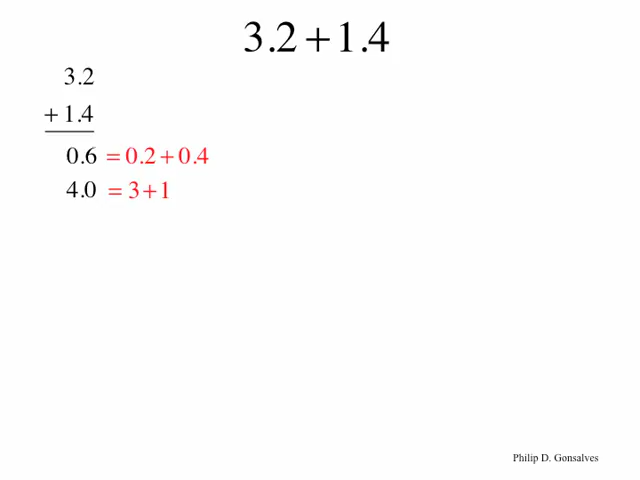 3.2+1.4
3.2
+1.4
0.6 = 0.2+0.4
4.0 = 3+1
Philip D. Gonsalves